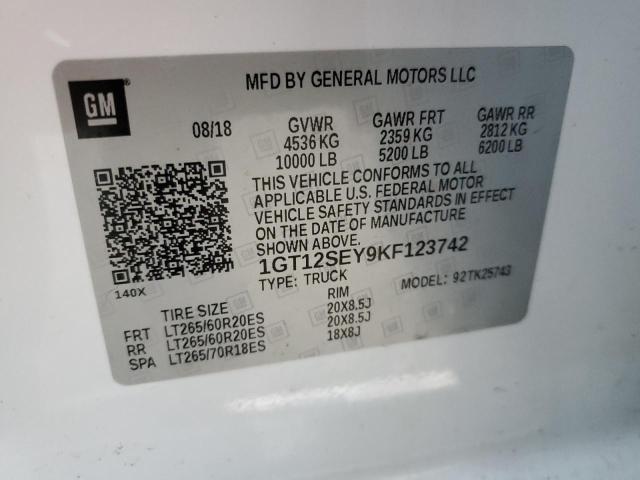 GM
MFD BY GENERAL MOTORS LLC
08/18 GVWR GAWR FRT GAWR RR
4536 KG 2359 KG 2812 KG
10000 LB 5200 LB 6200 LB
THIS VEHICLE CONFORMS TO ALL
APPLICABLE U.S. FEDERAL MOTOR
VEHICLE SAFETY STANDARDS IN EFFECT
ON THE DATE OF MANUFACTURE
SHOWN ABOVE.
1GT12SEY9KF123742
140X TYPE: TRUCK MODEL: 92TK25743
TIRE SIZE RIM
FRT LT265/60R20ES 20X8.5J
RR LT265/60R20ES 20X8.5J
SPA LT265/70R18ES 18X8J